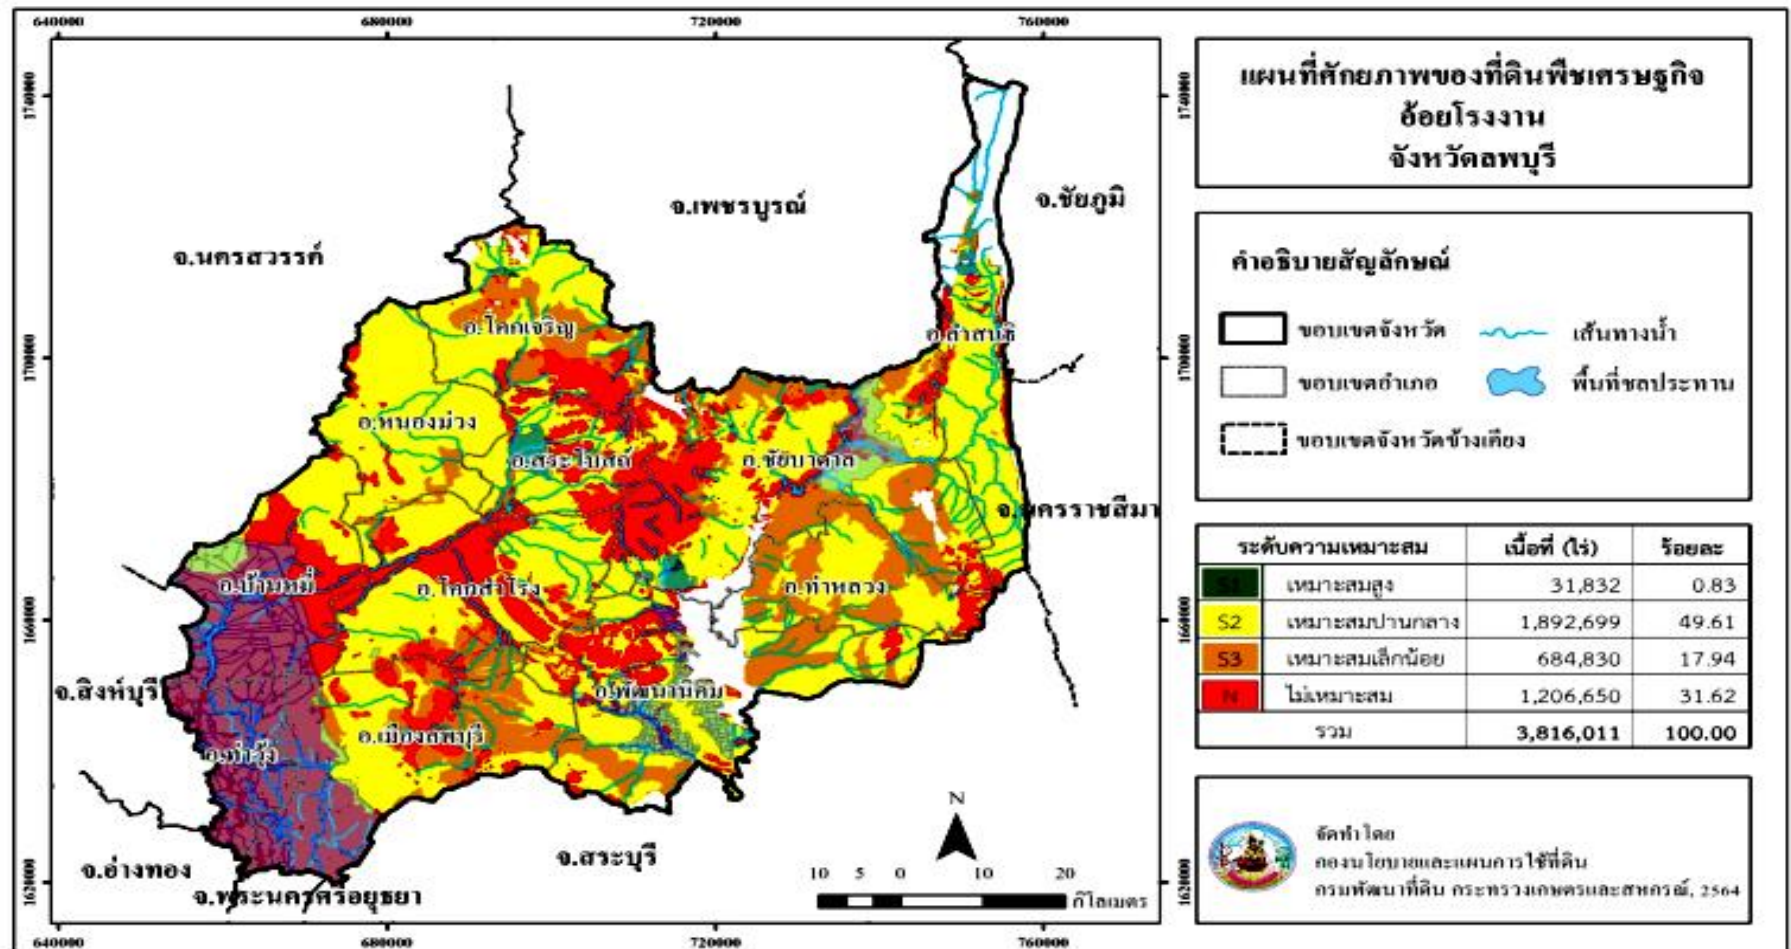 640000
680000
720000
760000
1740000
1740000
แผนที่ศักยภาพของที่ดินพืชเศรษฐกิจ
อ้อยโรงงาน
จังหวัดลพบุรี
จ.เพชรบูรณ์
จ.ชัยภูมิ
จ.นครสวรรค์
คำอธิบายสัญลักษณ์
ขอบเขตจังหวัด
เส้นทางน้ำ
ขอบเขตอำเภอ
พื้นที่ชลประทาน
ขอบเขตจังหวัดข้างเคียง
อ.โคกเจริญ
อ.ลำสนธิ
1700000
1700000
อ.หนองม่วง
อ.สระโบสถ์
อ.ชัยบาดาล
จ.นครราชสีมา
ระดับความเหมาะสม เนื้อที่ (ไร่) ร้อยละ
S1 เหมาะสมสูง 31,832 0.83
S2 เหมาะสมปานกลาง 1,892,699 49.61
S3 เหมาะสมเล็กน้อย 684,830 17.94
N ไม่เหมาะสม 1,206,650 31.62
รวม 3,816,011 100.00
อ.บ้านหมี่
อ.โคกสำโรง
อ.ท่าหลวง
1660000
1660000
จ.สิงห์บุรี
อ.พัฒนานิคม
อ.เมืองลพบุรี
อ.ท่าวุ้ง
N
จ.สระบุรี
จ.อ่างทอง
จ.พระนครศรีอยุธยา
10 5 0 10 20
กิโลเมตร
1620000
1620000
จัดทำโดย
กองนโยบายและแผนการใช้ที่ดิน
กรมพัฒนาที่ดิน กระทรวงเกษตรและสหกรณ์, 2564
640000
680000
720000
760000